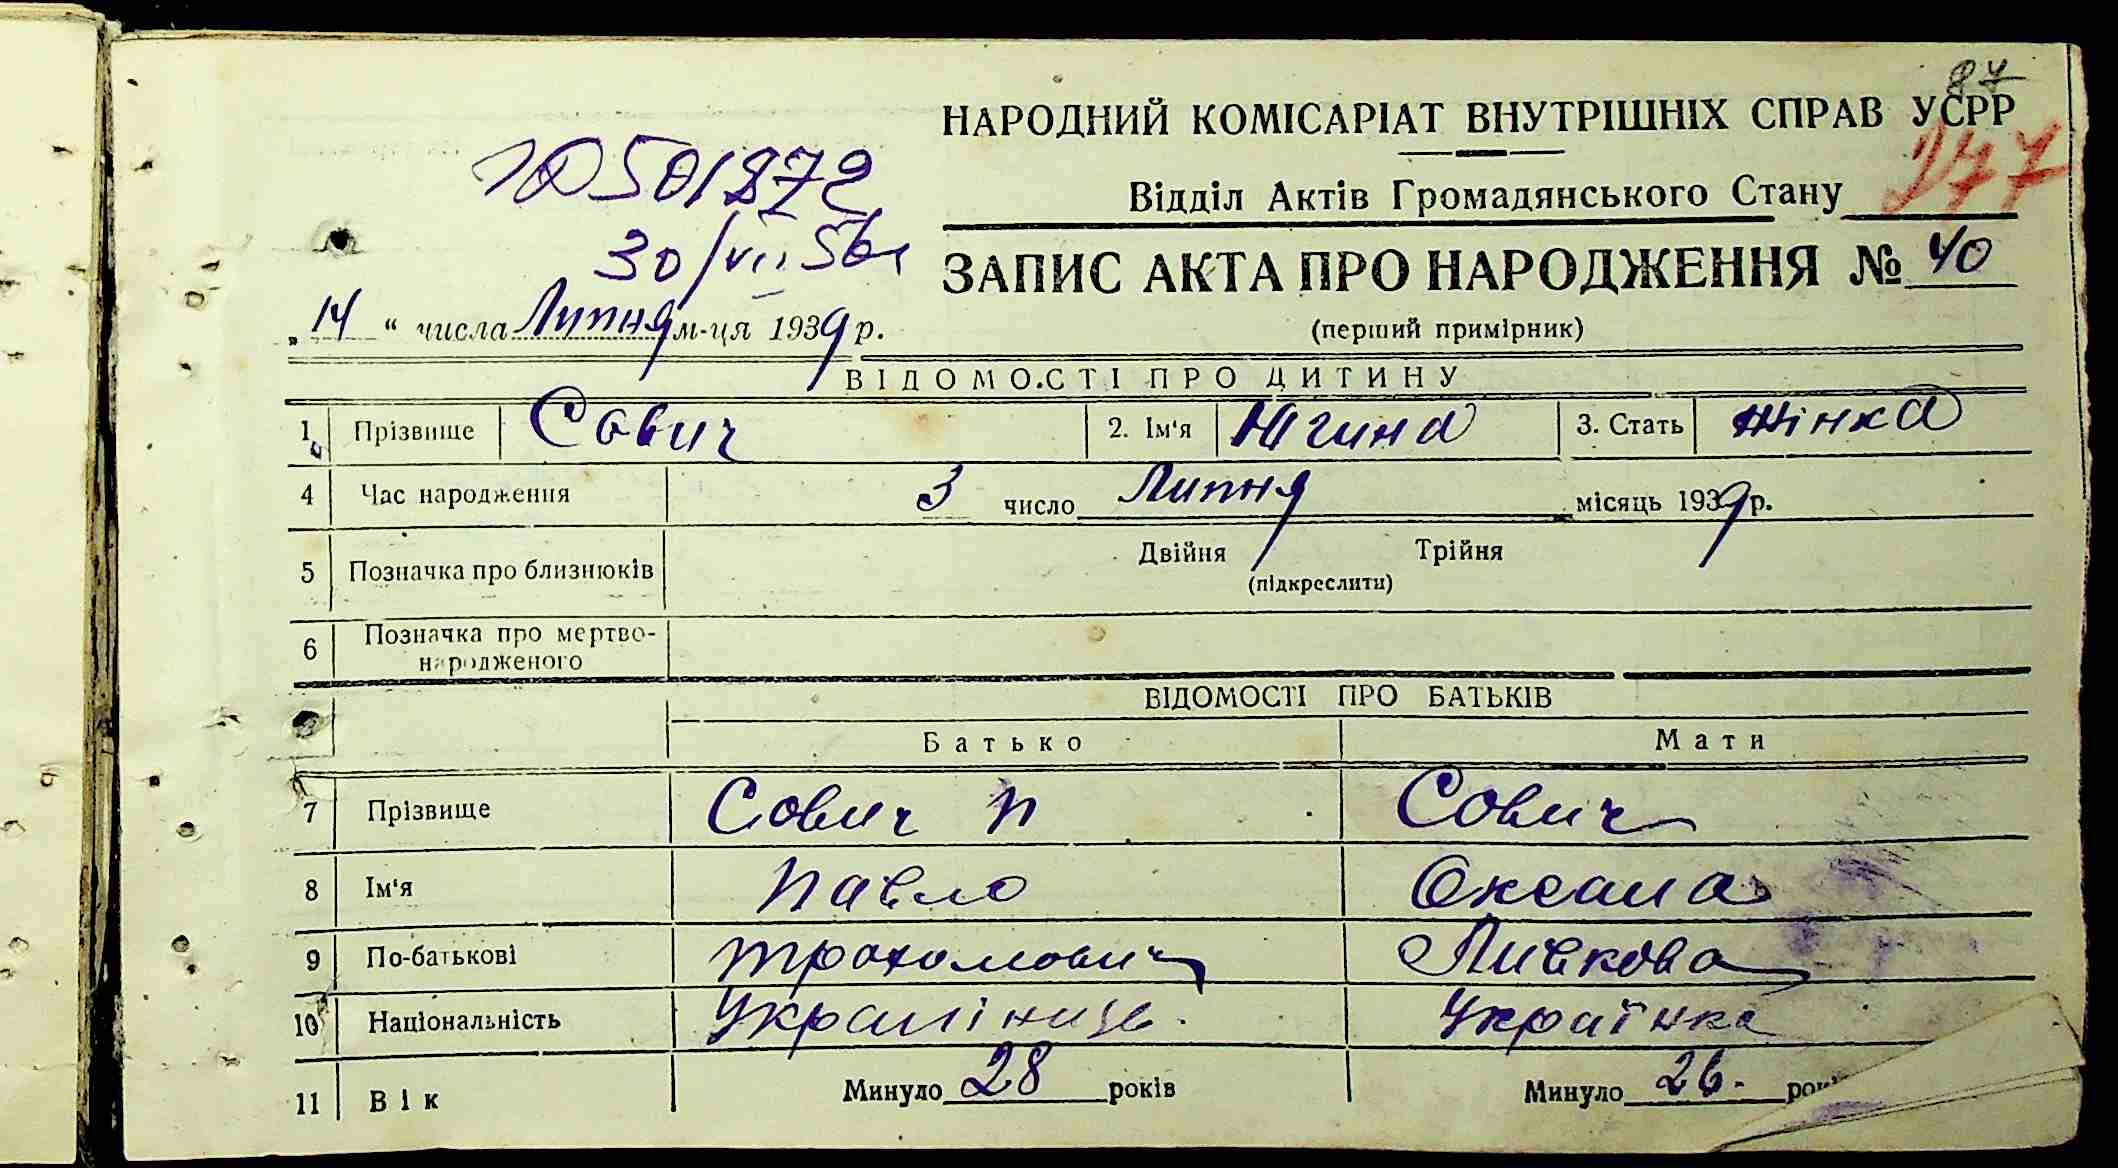 87
НАРОДНИЙ КОМІСАРІАТ ВНУТРІШНІХ СПРАВ УСРР
247
Відділ Актів Громадянського Стану
ЮО501872
30/VII 56
ЗАПИС АКТА ПРО НАРОДЖЕННЯ № 40
„14“ числа Липня м-ця 1939 р.
(перший примірник)
ВІДОМОСТІ ПРО ДИТИНУ
1. Прізвище Сович 2. Ім'я Югина 3. Стать жінка
4 Час народження 3 число Липня місяць 1939 р.
5 Позначка про близнюків Двійня Трійня
(підкреслити)
6 Позначка про мертво-
народженого
ВІДОМОСТІ ПРО БАТЬКІВ
Батько Мати
7 Прізвище Сович П Сович
8 Ім'я Павло Оксана
9 По-батькові Трохомович
10 Національність Українець Українка
11 Вік Минуло 28 років Минуло 26